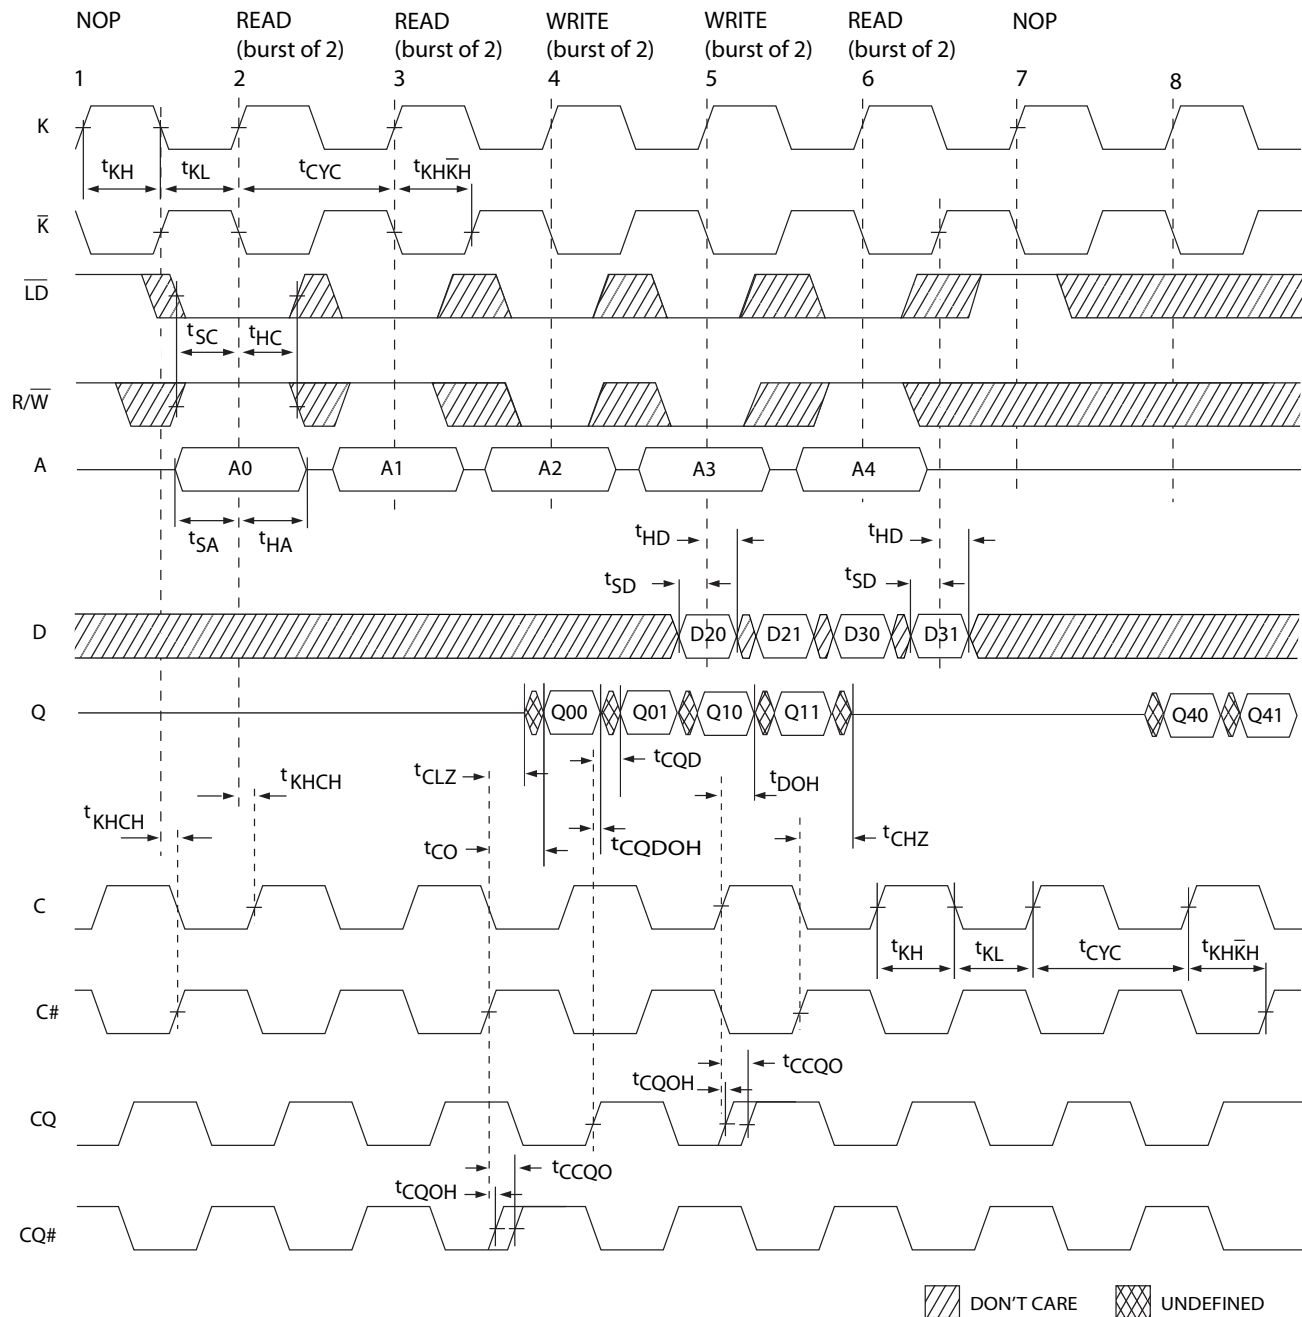 NOP READ READ WRITE WRITE READ NOP
(burst of 2) (burst of 2) (burst of 2) (burst of 2) (burst of 2)
1 2 3 4 5 6 7 8
K
tKH tKL tCYC tKHK̅H
K̅
L̅D̅
tSC tHC
R/W̅
A A0 A1 A2 A3 A4
tSA tHA tHD tHD
tSD tSD
D D20 D21 D30 D31
Q Q00 Q01 Q10 Q11 Q40 Q41
tKHCH tCLZ tCQD tDOH
tKHCH tCO tCQDOH tCHZ
C
tKH tKL tCYC tKHK̅H
C#
tCQOH tCCQO
CQ
tCQOH tCCQO
CQ#
DON'T CARE UNDEFINED